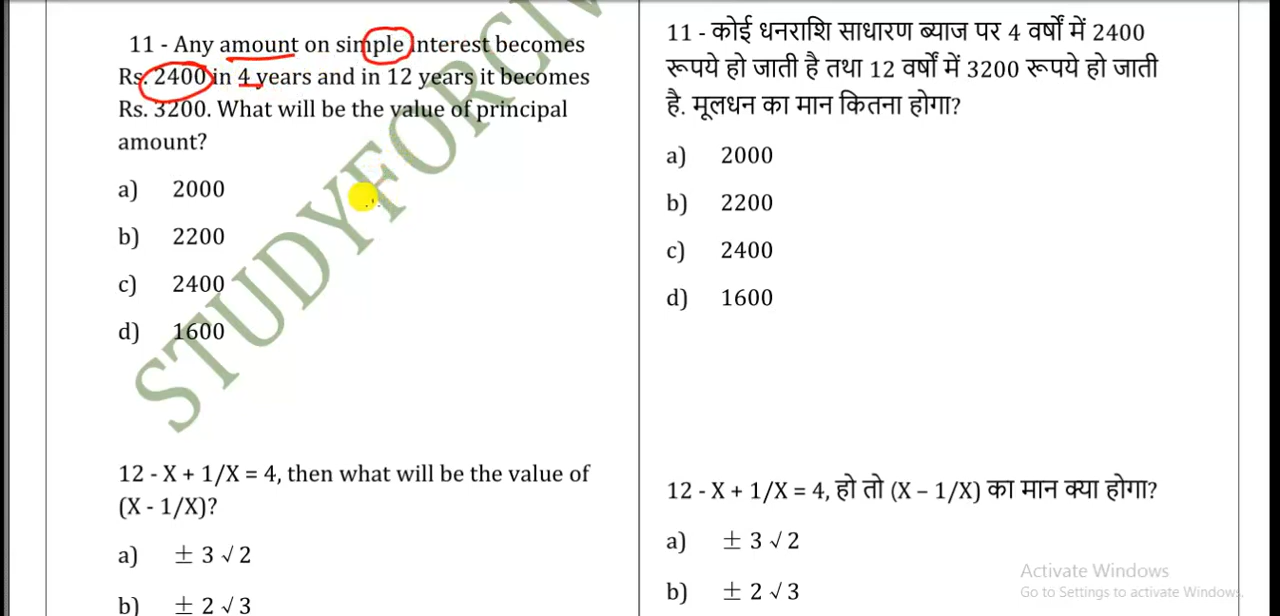 11 - Any amount on simple interest becomes
Rs. 2400 in 4 years and in 12 years it becomes
Rs. 3200. What will be the value of principal
amount?
a) 2000
b) 2200
c) 2400
d) 1600
12 - X + 1/X = 4, then what will be the value of
(X - 1/X)?
a) ± 3 √ 2
b) ± 2 √ 3
11 - कोई धनराशि साधारण ब्याज पर 4 वर्षों में 2400
रूपये हो जाती है तथा 12 वर्षों में 3200 रूपये हो जाती
है. मूलधन का मान कितना होगा?
a) 2000
b) 2200
c) 2400
d) 1600
12 - X + 1/X = 4, हो तो (X – 1/X) का मान क्या होगा?
a) ± 3 √ 2
b) ± 2 √ 3
STUDYFORCI
Activate Windows
Go to Settings to activate Windows.